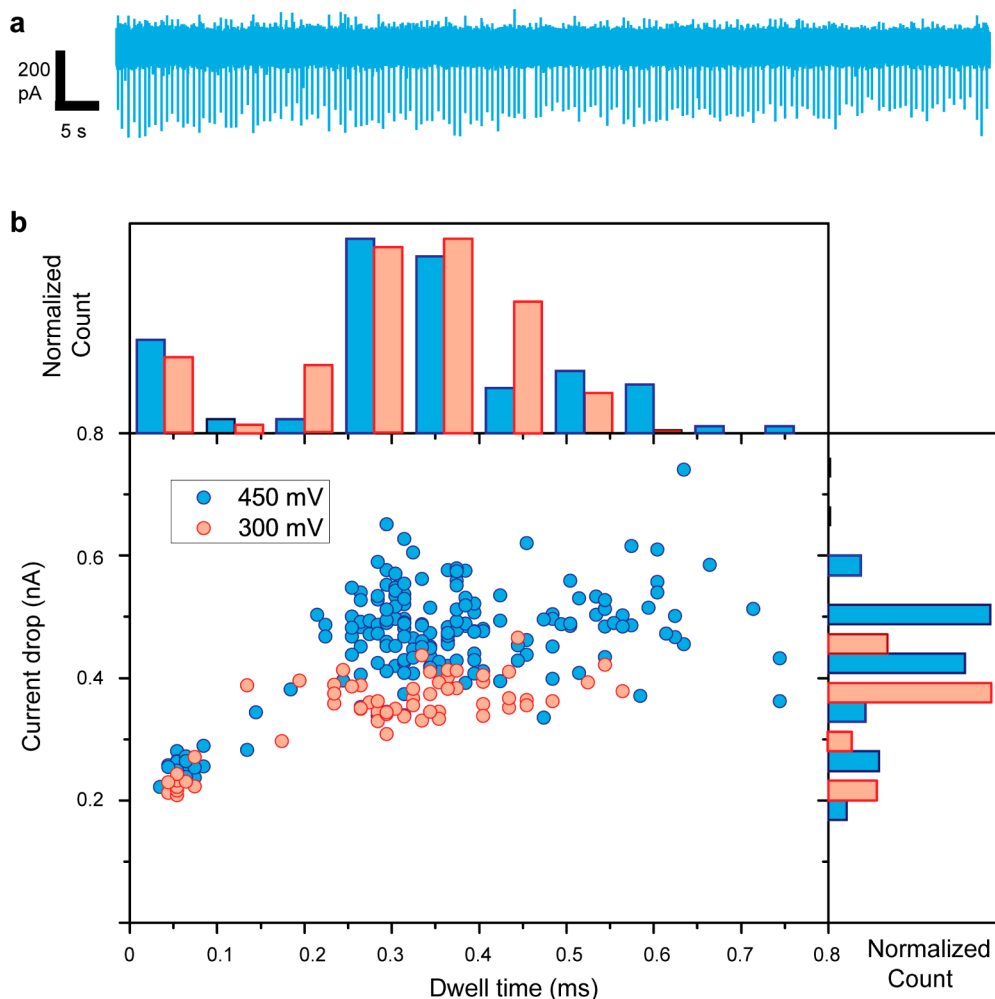 a
200
pA
5 s
b
Normalized
Count
0.8
450 mV
300 mV
0.6
0.4
0.2
Current drop (nA)
0
0.1
0.2
0.3
0.4
0.5
0.6
0.7
0.8
Dwell time (ms)
Normalized
Count